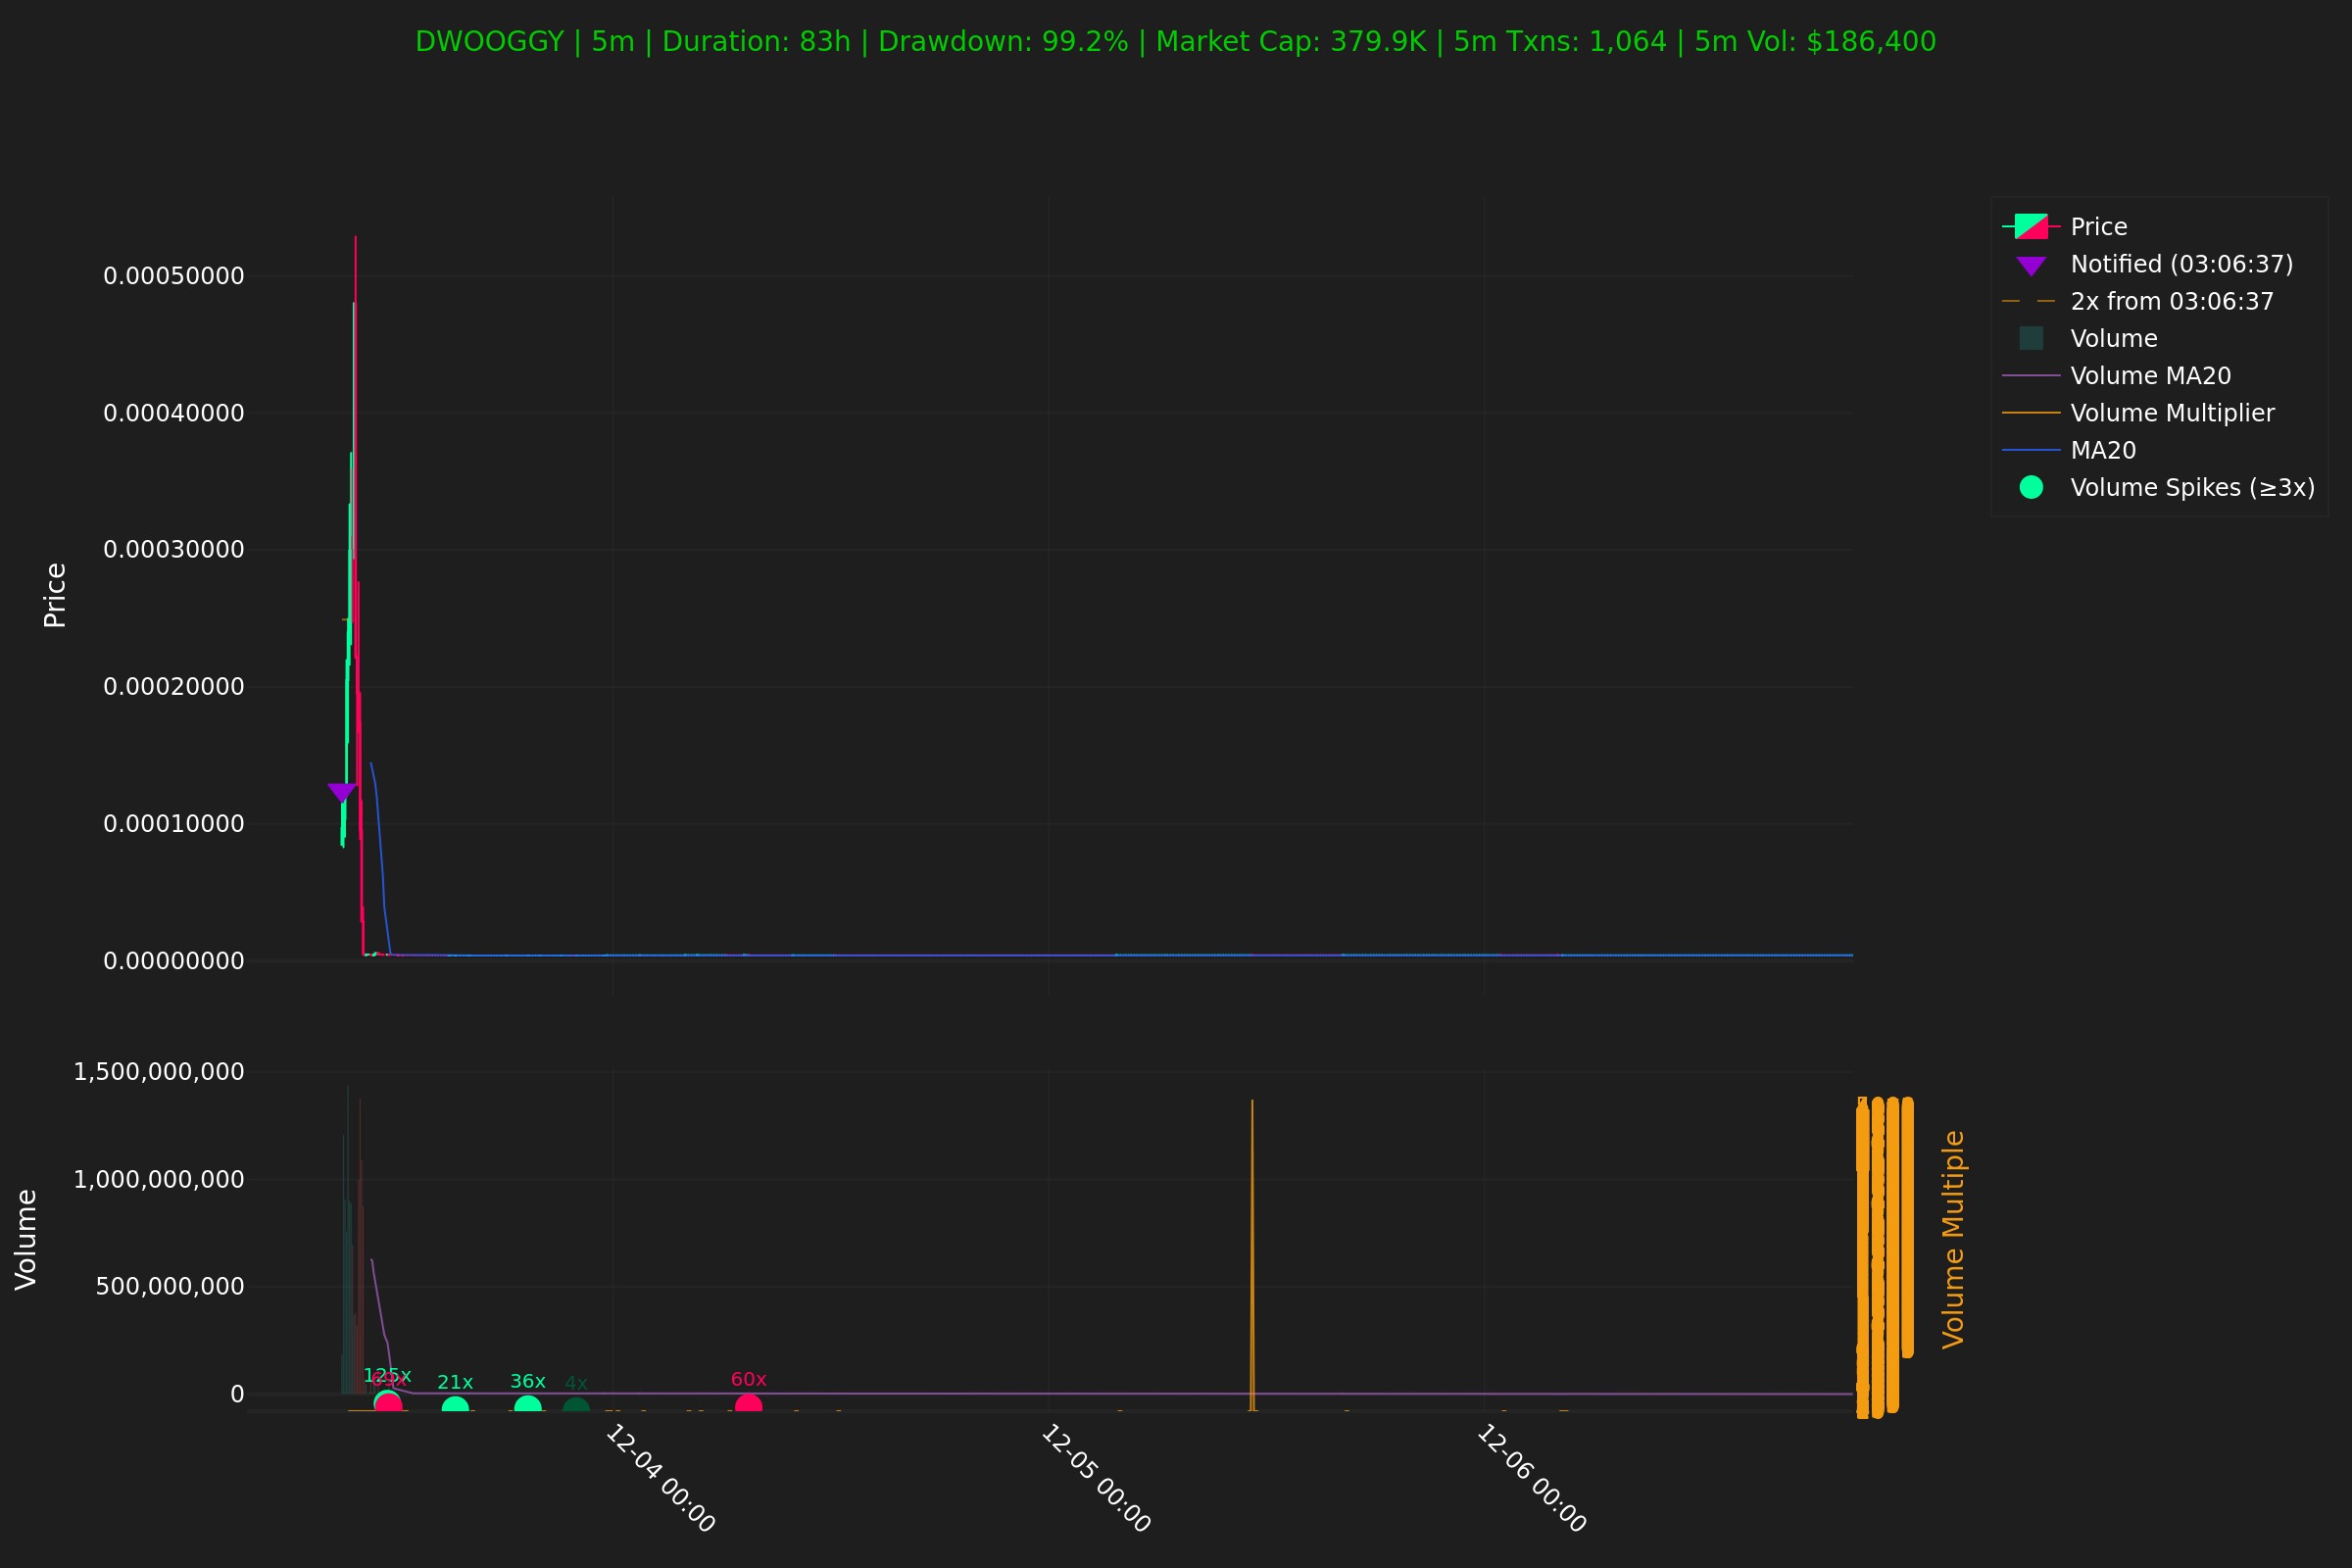 DWOOGGY | 5m | Duration: 83h | Drawdown: 99.2% | Market Cap: 379.9K | 5m Txns: 1,064 | 5m Vol: $186,400
Price
Notified (03:06:37)
2x from 03:06:37
Volume
Volume MA20
Volume Multiplier
MA20
Volume Spikes (≥3x)
0.00050000
0.00040000
0.00030000
0.00020000
0.00010000
0.00000000
Price
1,500,000,000
1,000,000,000
500,000,000
0
Volume
125x
69x
21x
36x
4x
60x
Volume Multiple
12-04 00:00
12-05 00:00
12-06 00:00